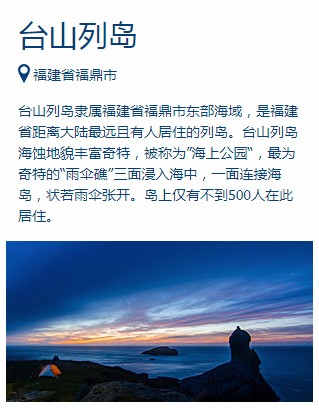 台山列岛
福建省福鼎市
台山列岛隶属福建省福鼎市东部海域，是福建
省距离大陆最远且有人居住的列岛。台山列岛
海蚀地貌丰富奇特，被称为”海上公园“，最为
奇特的“雨伞礁”三面浸入海中，一面连接海
岛，状若雨伞张开。岛上仅有不到500人在此
居住。